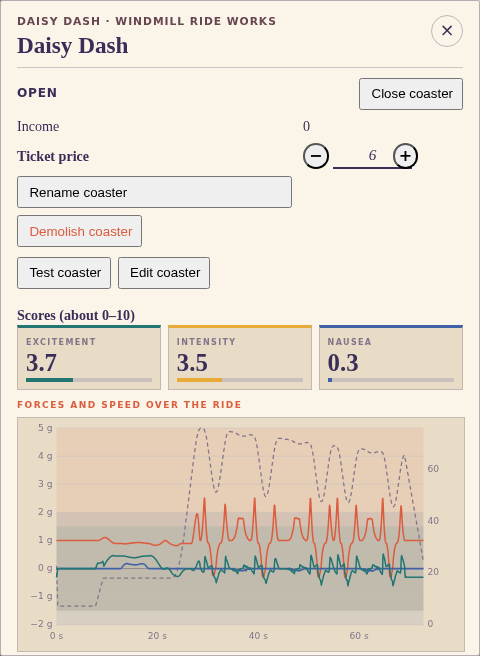 DAISY DASH · WINDMILL RIDE WORKS
Daisy Dash
×
OPEN
Close coaster
Income 0
Ticket price − 6 +
Rename coaster
Demolish coaster
Test coaster Edit coaster
Scores (about 0–10)
EXCITEMENT INTENSITY NAUSEA
3.7 3.5 0.3
FORCES AND SPEED OVER THE RIDE
5 g
4 g
3 g
2 g
1 g
0 g
−1 g
−2 g
60
40
20
0
0 s 20 s 40 s 60 s